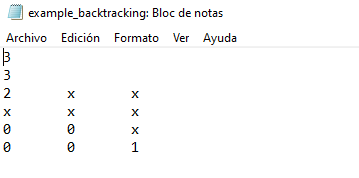 example_backtracking: Bloc de notas
Archivo Edición Formato Ver Ayuda
3
3
2 x x
x x x
0 0 x
0 0 1